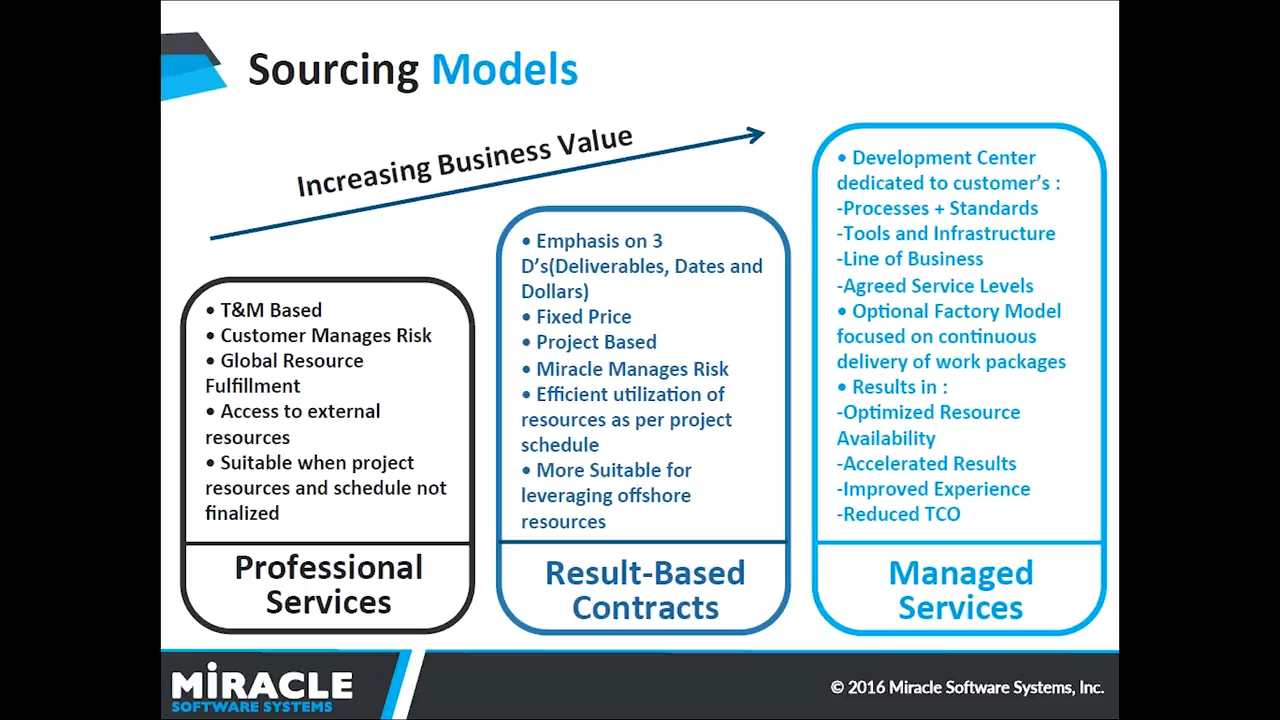 Sourcing Models
Increasing Business Value
• T&M Based
• Customer Manages Risk
• Global Resource
Fulfillment
• Access to external
resources
• Suitable when project
resources and schedule not
finalized
Professional
Services
• Emphasis on 3
D's(Deliverables, Dates and
Dollars)
• Fixed Price
• Project Based
• Miracle Manages Risk
• Efficient utilization of
resources as per project
schedule
• More Suitable for
leveraging offshore
resources
Result-Based
Contracts
• Development Center
dedicated to customer's :
-Processes + Standards
-Tools and Infrastructure
-Line of Business
-Agreed Service Levels
• Optional Factory Model
focused on continuous
delivery of work packages
• Results in :
-Optimized Resource
Availability
-Accelerated Results
-Improved Experience
-Reduced TCO
Managed
Services
MiRACLE
SOFTWARE SYSTEMS
© 2016 Miracle Software Systems, Inc.